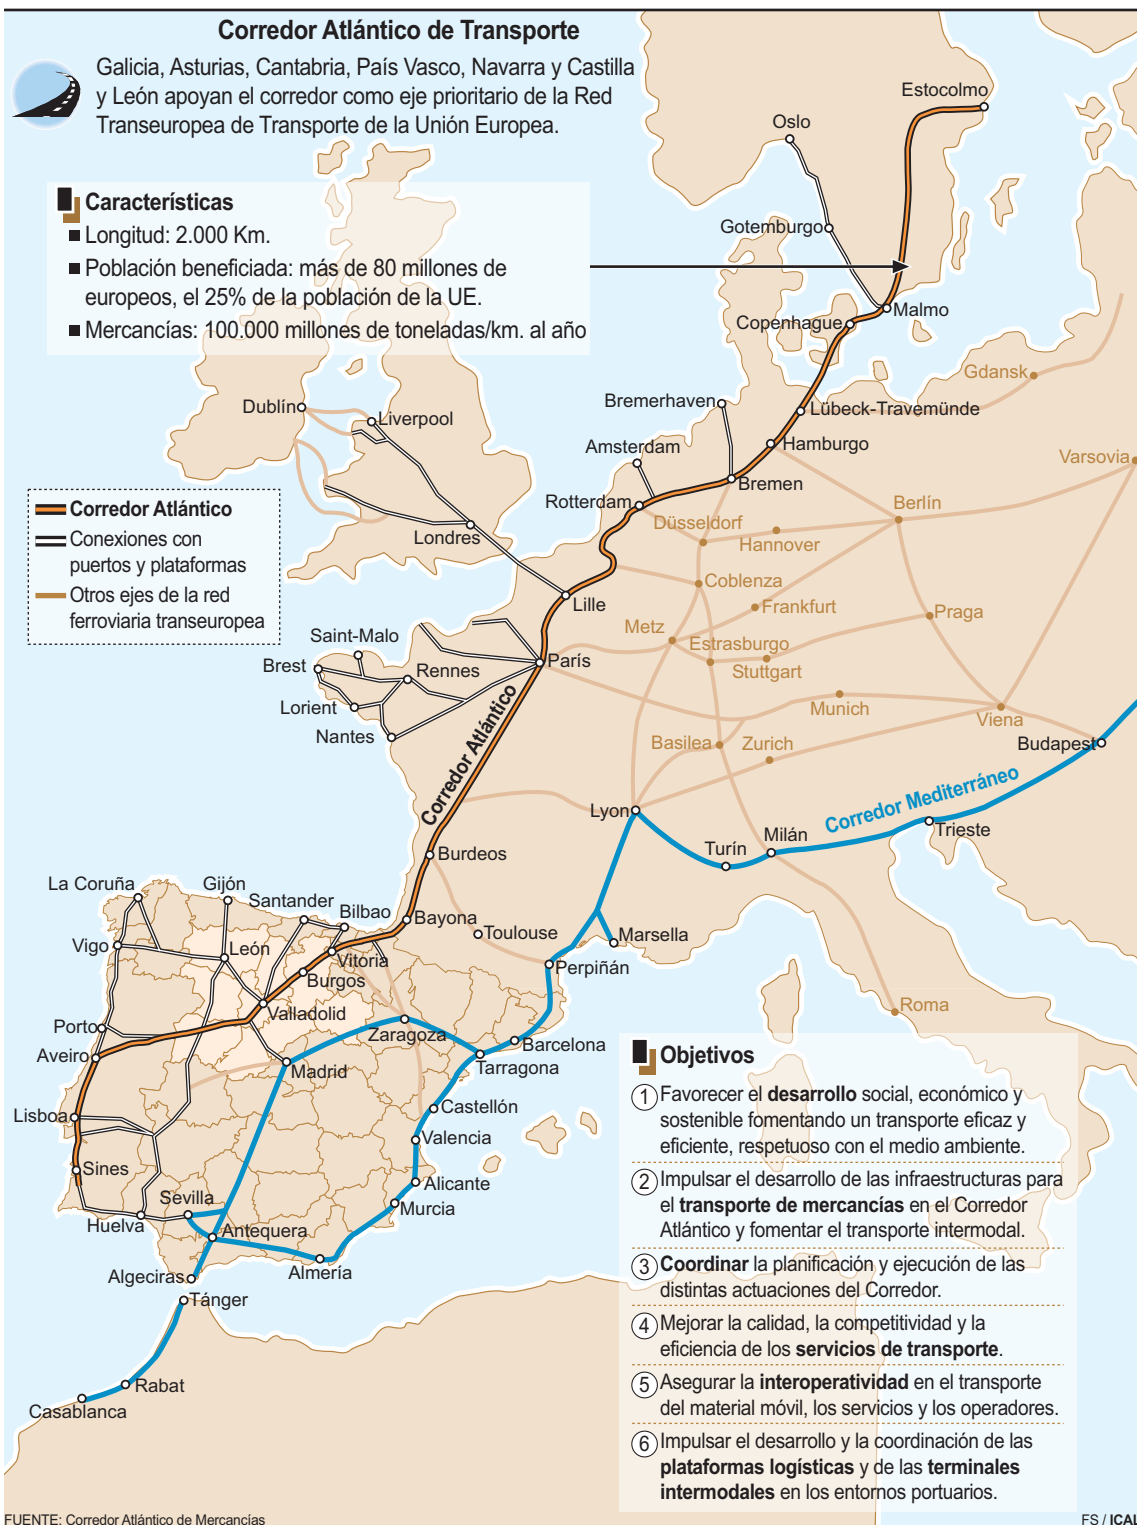 Corredor Atlántico de Transporte
Galicia, Asturias, Cantabria, País Vasco, Navarra y Castilla
y León apoyan el corredor como eje prioritario de la Red
Transeuropea de Transporte de la Unión Europea.
Características
Longitud: 2.000 Km.
Población beneficiada: más de 80 millones de
europeos, el 25% de la población de la UE.
Mercancías: 100.000 millones de toneladas/km. al año
Estocolmo
Oslo
Gotemburgo
Malmo
Copenhague
Gdansk
Bremerhaven
Lübeck-Travemünde
Dublín
Liverpool
Amsterdam
Hamburgo
Varsovia
Bremen
Rotterdam
Berlín
Düsseldorf
Hannover
Londres
Corredor Atlántico
Conexiones con
puertos y plataformas
Otros ejes de la red
ferroviaria transeuropea
Coblenza
Lille
Frankfurt
Praga
Metz
Estrasburgo
Stuttgart
Saint-Malo
Brest
Rennes
París
Lorient
Nantes
Munich
Viena
Basilea
Zurich
Budapest
Corredor Atlántico
Corredor Mediterráneo
Lyon
Milán
Trieste
Turín
Burdeos
La Coruña
Gijón
Santander
Bilbao
Bayona
Toulouse
Marsella
Vigo
León
Vitoria
Perpiñán
Burgos
Roma
Valladolid
Porto
Zaragoza
Barcelona
Aveiro
Madrid
Tarragona
Lisboa
Castellón
Valencia
Sines
Alicante
Sevilla
Murcia
Huelva
Antequera
Almería
Algeciras
Tánger
Rabat
Casablanca
Objetivos
1 Favorecer el desarrollo social, económico y
sostenible fomentando un transporte eficaz y
eficiente, respetuoso con el medio ambiente.
2 Impulsar el desarrollo de las infraestructuras para
el transporte de mercancías en el Corredor
Atlántico y fomentar el transporte intermodal.
3 Coordinar la planificación y ejecución de las
distintas actuaciones del Corredor.
4 Mejorar la calidad, la competitividad y la
eficiencia de los servicios de transporte.
5 Asegurar la interoperatividad en el transporte
del material móvil, los servicios y los operadores.
6 Impulsar el desarrollo y la coordinación de las
plataformas logísticas y de las terminales
intermodales en los entornos portuarios.
FUENTE: Corredor Atlántico de Mercancías
FS / ICAL